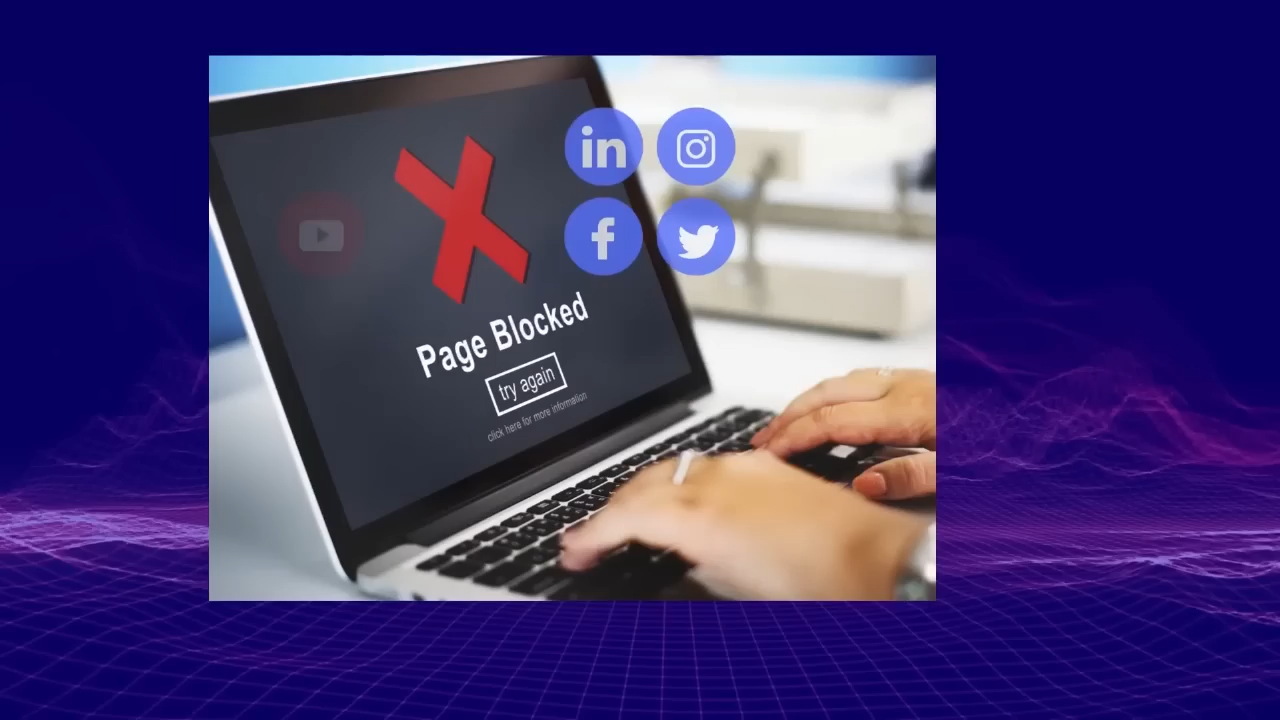 in
f
Page Blocked
try again
click here for more information